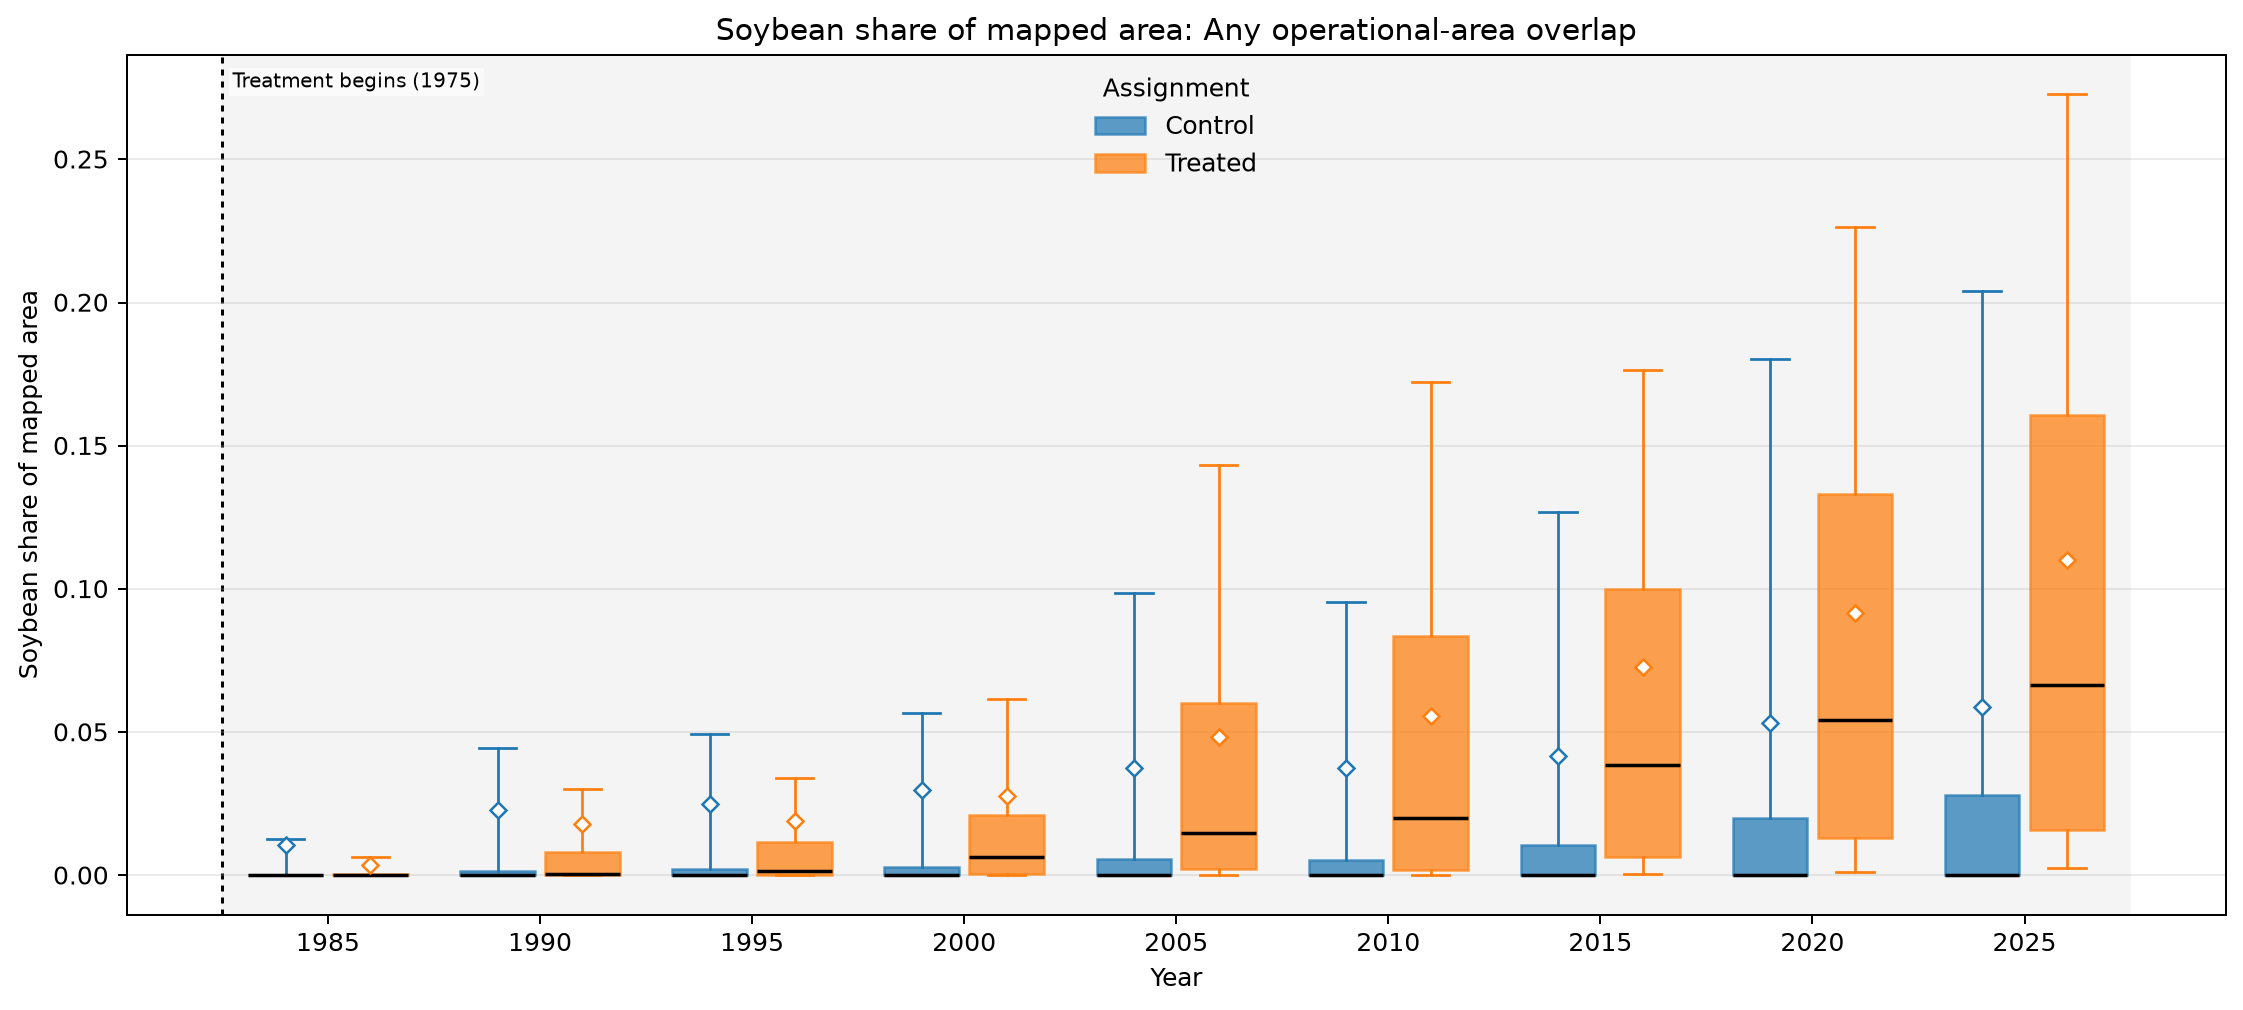 Soybean share of mapped area: Any operational-area overlap
Treatment begins (1975)
Assignment
Control
Treated
Soybean share of mapped area
0.25
0.20
0.15
0.10
0.05
0.00
1985 1990 1995 2000 2005 2010 2015 2020 2025
Year